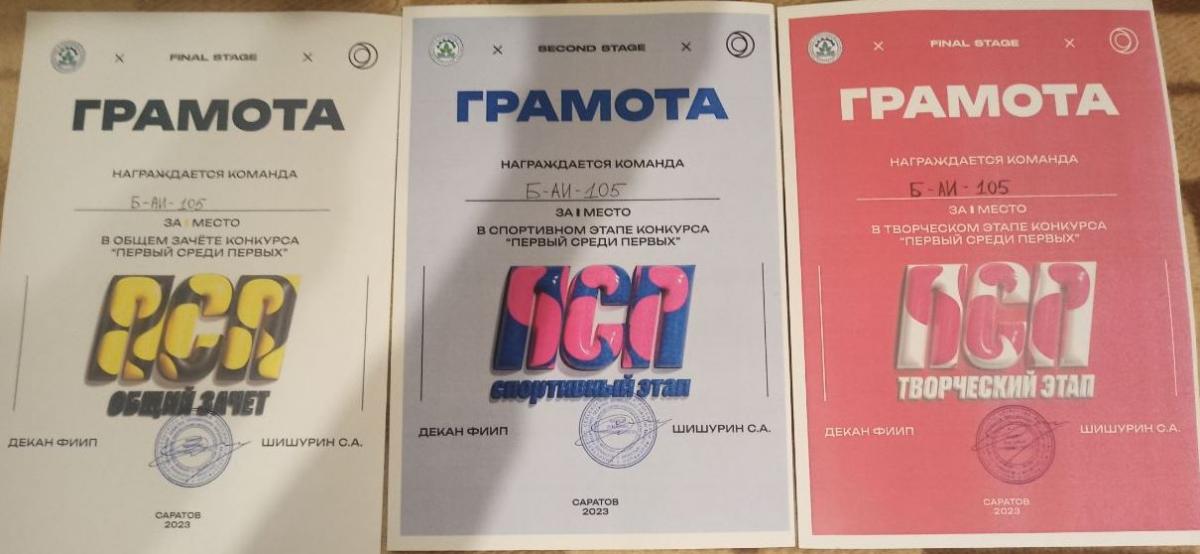 × FINAL STAGE ×
ГРАМОТА
НАГРАЖДАЕТСЯ КОМАНДА
Б-АИ-105
ЗА I МЕСТО
В ОБЩЕМ ЗАЧЁТЕ КОНКУРСА
"ПЕРВЫЙ СРЕДИ ПЕРВЫХ"
ПСП
ОБЩИЙ ЗАЧЕТ
ДЕКАН ФИИП ШИШУРИН С.А.
САРАТОВ
2023
× SECOND STAGE ×
ГРАМОТА
НАГРАЖДАЕТСЯ КОМАНДА
Б-АИ-105
ЗА I МЕСТО
В СПОРТИВНОМ ЭТАПЕ КОНКУРСА
"ПЕРВЫЙ СРЕДИ ПЕРВЫХ"
ПСП
спортивный этап
ДЕКАН ФИИП ШИШУРИН С.А.
САРАТОВ
2023
× FINAL STAGE ×
ГРАМОТА
НАГРАЖДАЕТСЯ КОМАНДА
Б-АИ-105
ЗА I МЕСТО
В ТВОРЧЕСКОМ ЭТАПЕ КОНКУРСА
"ПЕРВЫЙ СРЕДИ ПЕРВЫХ"
ПСП
ТВОРЧЕСКИЙ ЭТАП
ДЕКАН ФИИП ШИШУРИН С.А.
САРАТОВ
2023